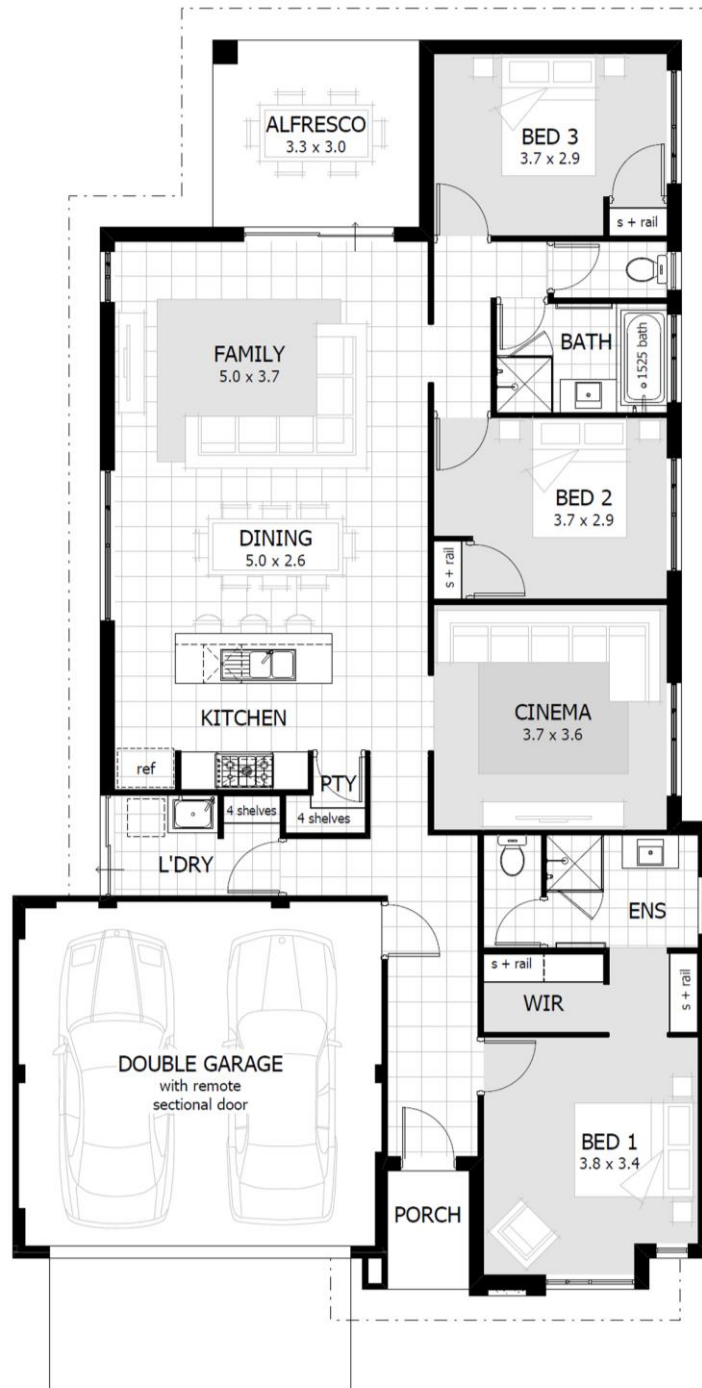 ALFRESCO
3.3 x 3.0
BED 3
3.7 x 2.9
s + rail
FAMILY
5.0 x 3.7
BATH
1525 bath
BED 2
3.7 x 2.9
s + rail
DINING
5.0 x 2.6
KITCHEN
CINEMA
3.7 x 3.6
ref
PTY
4 shelves
4 shelves
L'DRY
ENS
s + rail
s + rail
WIR
DOUBLE GARAGE
with remote
sectional door
BED 1
3.8 x 3.4
PORCH